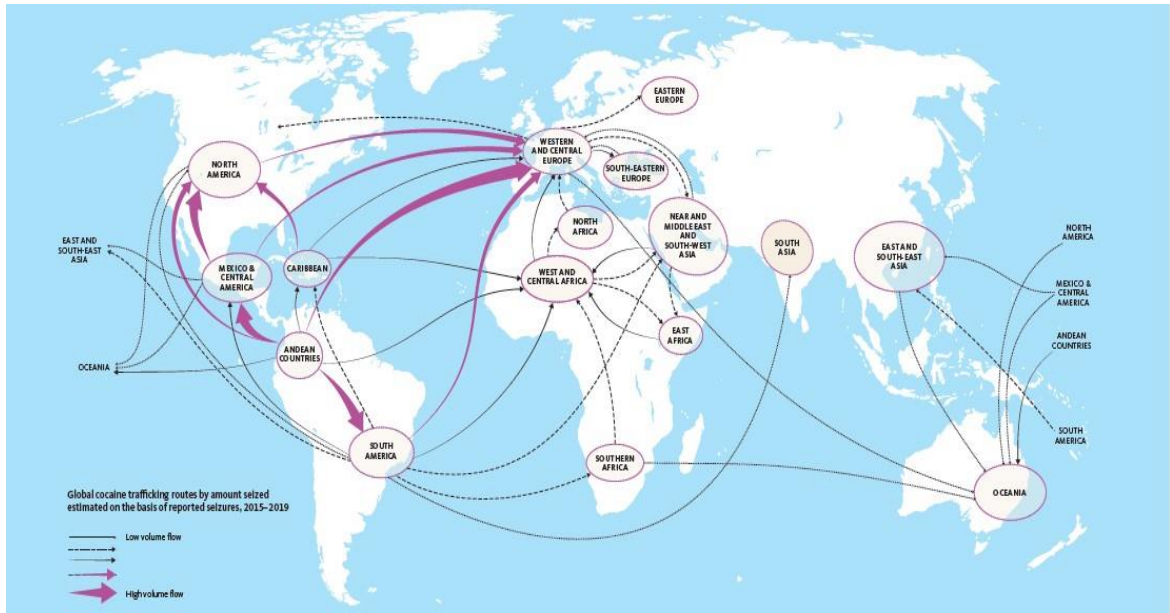 EASTERN
EUROPE
WESTERN
AND CENTRAL
EUROPE
NORTH
AMERICA
SOUTH-EASTERN
EUROPE
NORTH
AFRICA
NEAR AND
MIDDLE EAST
AND
SOUTH-WEST
ASIA
SOUTH
ASIA
EAST AND
SOUTH-EAST
ASIA
NORTH
AMERICA
EAST AND
SOUTH-EAST
ASIA
MEXICO &
CENTRAL
AMERICA
CARIBBEAN
WEST AND
CENTRAL AFRICA
MEXICO &
CENTRAL
AMERICA
EAST
AFRICA
ANDEAN
COUNTRIES
ANDEAN
COUNTRIES
OCEANIA
SOUTH
AMERICA
SOUTH
AMERICA
SOUTHERN
AFRICA
OCEANIA
Global cocaine trafficking routes by amount seized
estimated on the basis of reported seizures, 2015–2019
Low volume flow
High volume flow